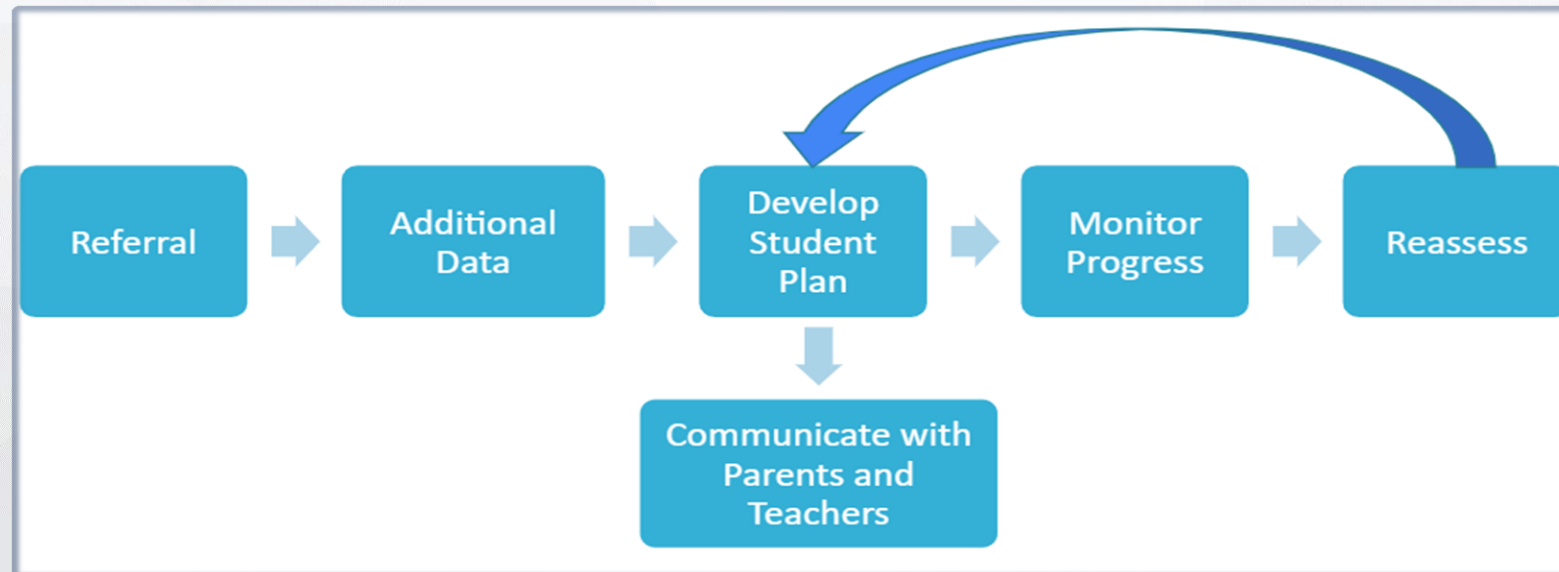 Referral
Additional
Data
Develop
Student
Plan
Monitor
Progress
Reassess
Communicate with
Parents and
Teachers